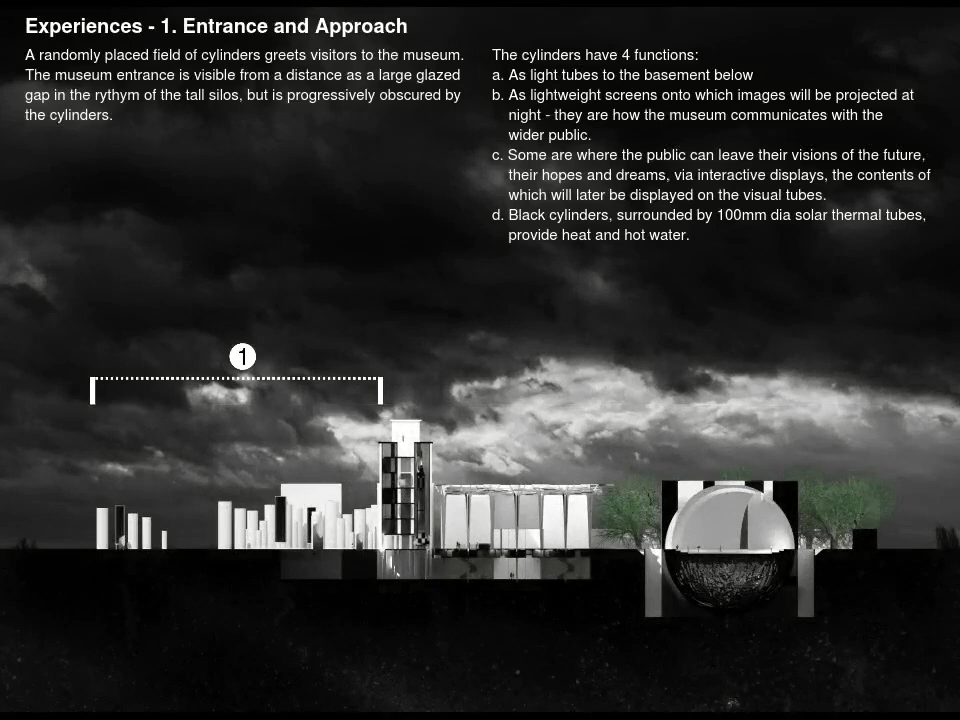 Experiences - 1. Entrance and Approach
A randomly placed field of cylinders greets visitors to the museum.
The museum entrance is visible from a distance as a large glazed
gap in the rythym of the tall silos, but is progressively obscured by
the cylinders.
The cylinders have 4 functions:
a. As light tubes to the basement below
b. As lightweight screens onto which images will be projected at
night - they are how the museum communicates with the
wider public.
c. Some are where the public can leave their visions of the future,
their hopes and dreams, via interactive displays, the contents of
which will later be displayed on the visual tubes.
d. Black cylinders, surrounded by 100mm dia solar thermal tubes,
provide heat and hot water.
1